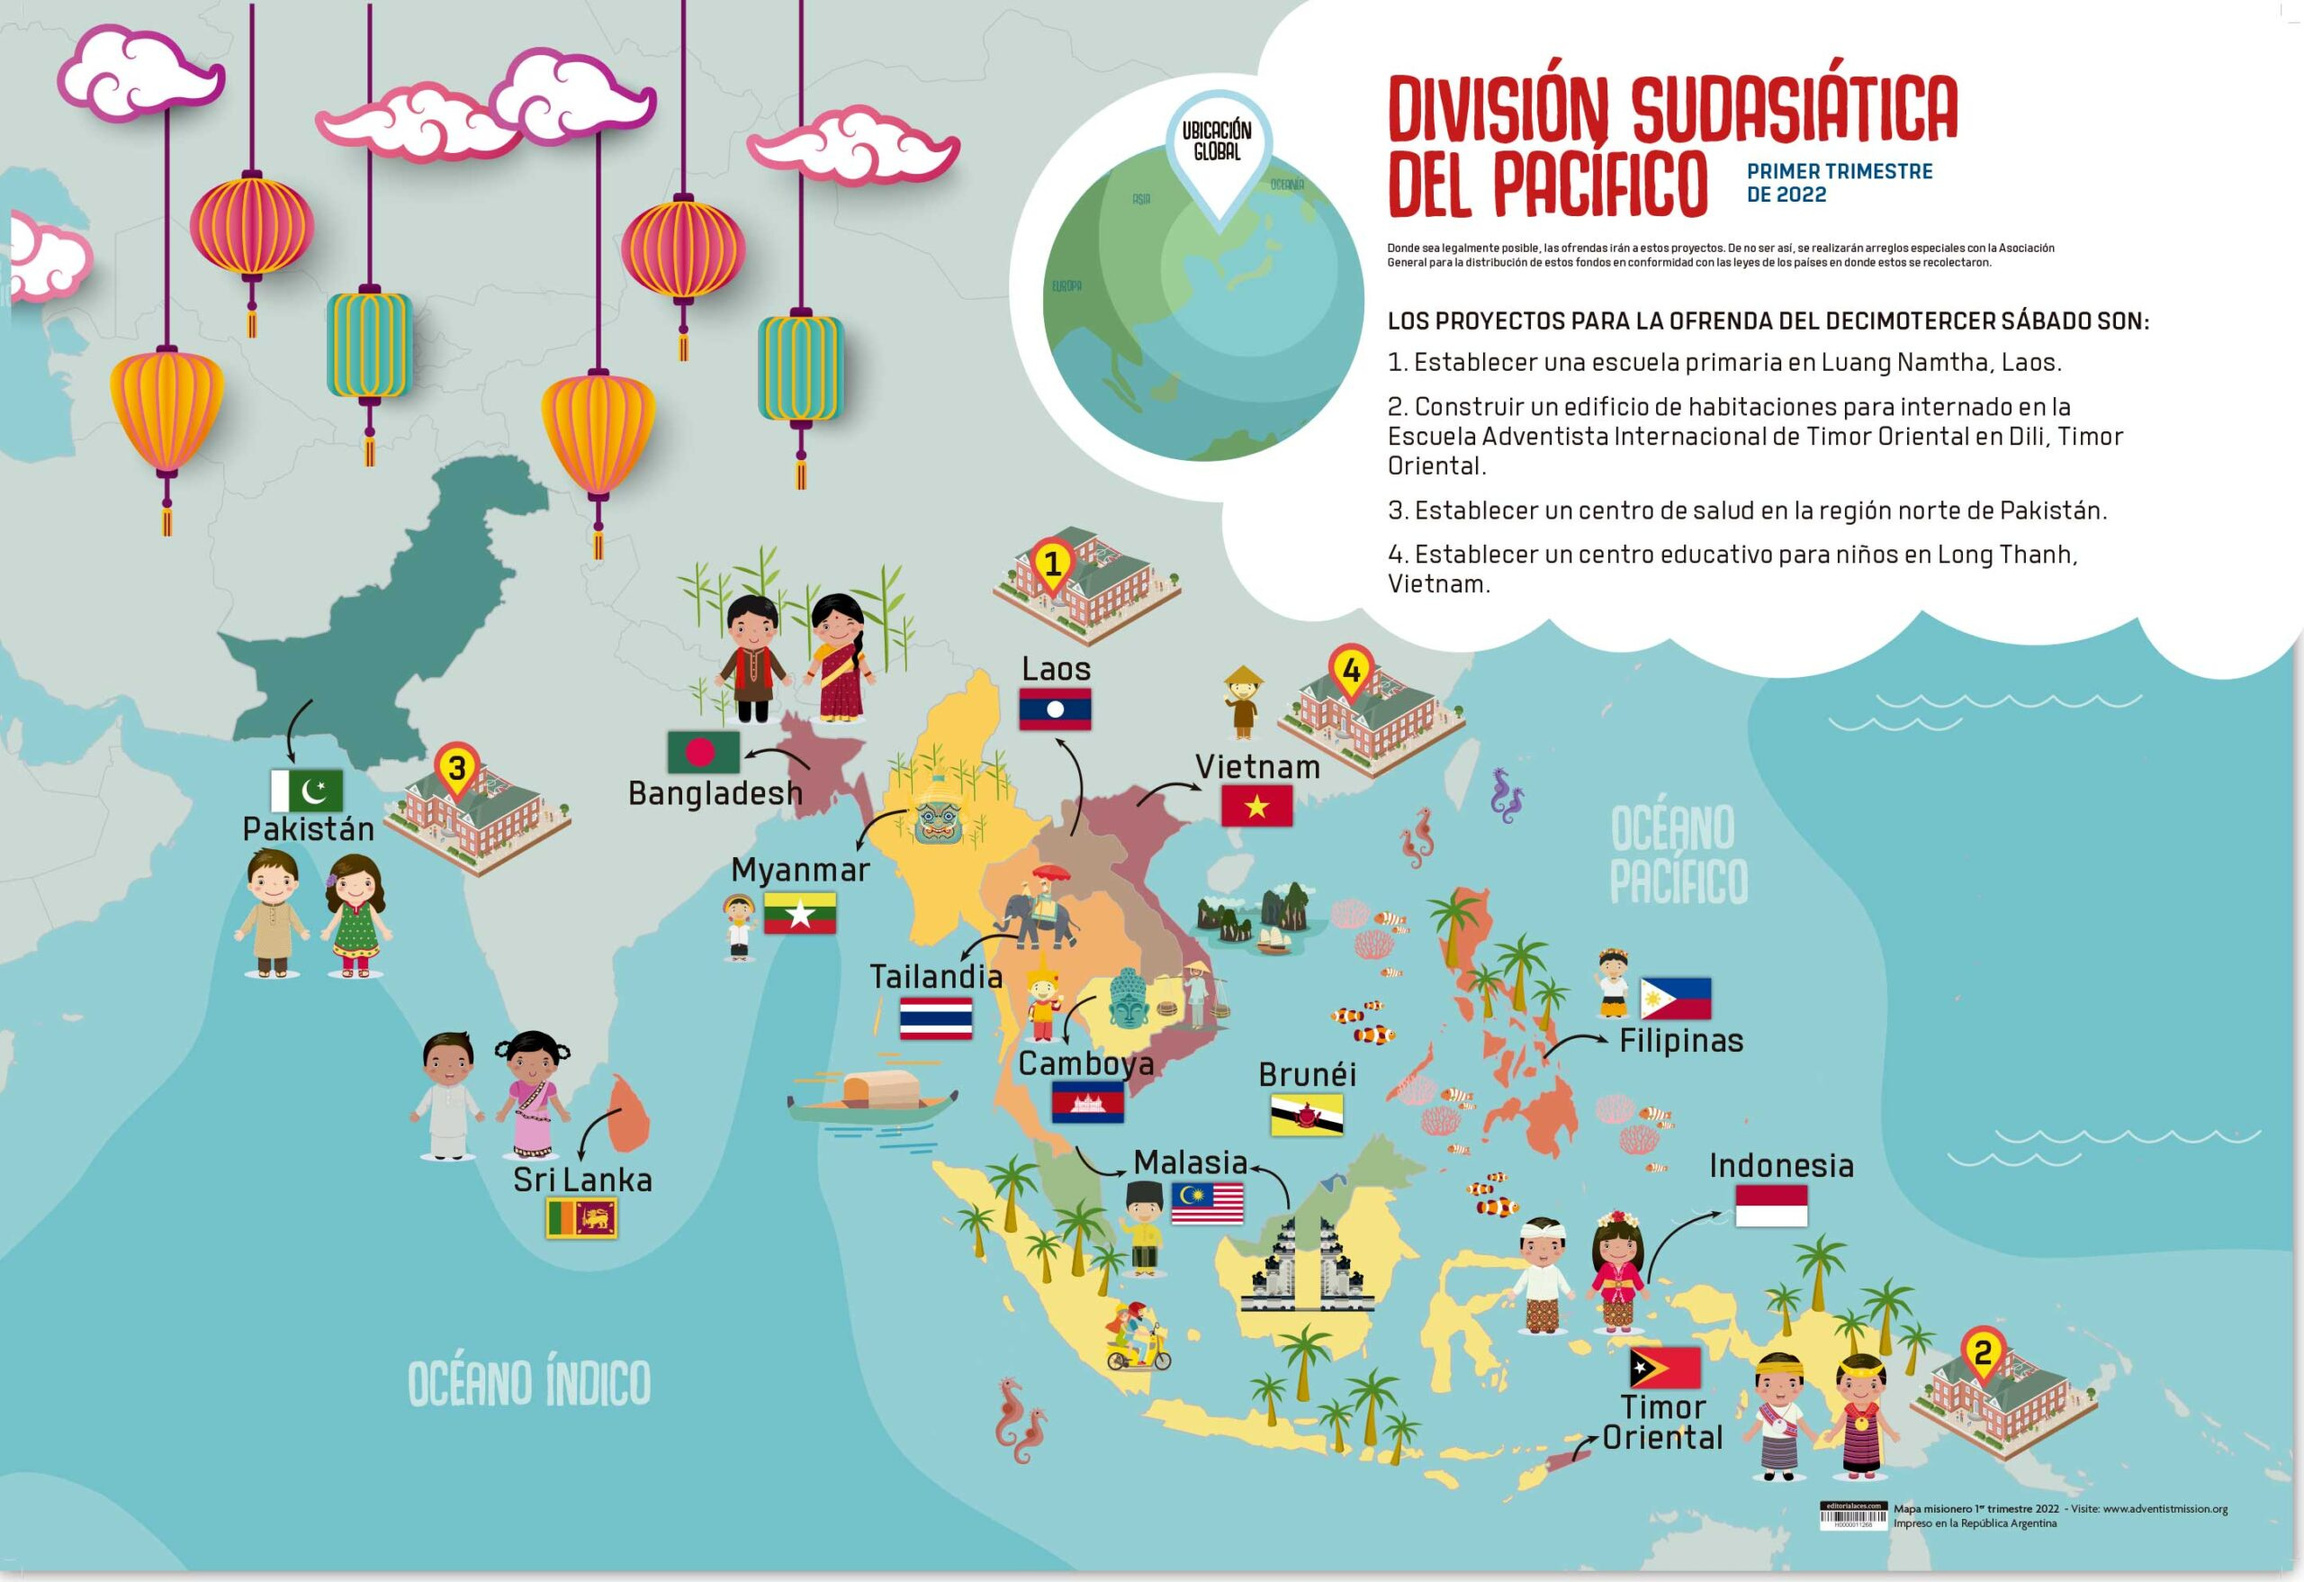 UBICACIÓN
GLOBAL
ASIA
OCEANÍA
EUROPA
DIVISIÓN SUDASIÁTICA
DEL PACÍFICO
PRIMER TRIMESTRE
DE 2022
Donde sea legalmente posible, las ofrendas irán a estos proyectos. De no ser así, se realizarán arreglos especiales con la Asociación
General para la distribución de estos fondos en conformidad con las leyes de los países en donde estos se recolectaron.
LOS PROYECTOS PARA LA OFRENDA DEL DECIMOTERCER SÁBADO SON:
1. Establecer una escuela primaria en Luang Namtha, Laos.
2. Construir un edificio de habitaciones para internado en la
Escuela Adventista Internacional de Timor Oriental en Dili, Timor
Oriental.
3. Establecer un centro de salud en la región norte de Pakistán.
4. Establecer un centro educativo para niños en Long Thanh,
Vietnam.
1
Laos
4
Vietnam
3
Pakistán
Bangladesh
Myanmar
OCÉANO
PACÍFICO
Tailandia
Camboya
Brunéi
Filipinas
Malasia
Sri Lanka
Indonesia
OCÉANO ÍNDICO
2
Timor
Oriental
editorialaces.com
Mapa misionero 1er trimestre 2022 - Visite: www.adventistmission.org
Impreso en la República Argentina